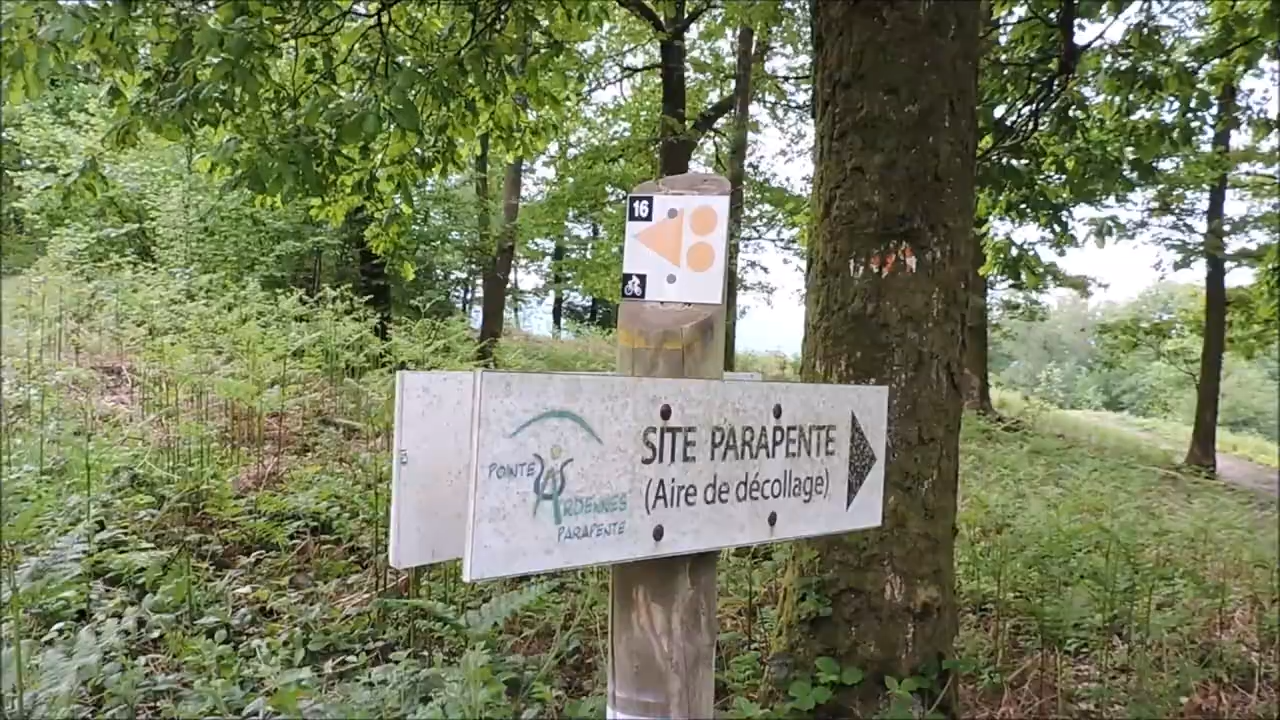 16
POINTE
ARDENNES
PARAPENTE
SITE PARAPENTE
(Aire de décollage)